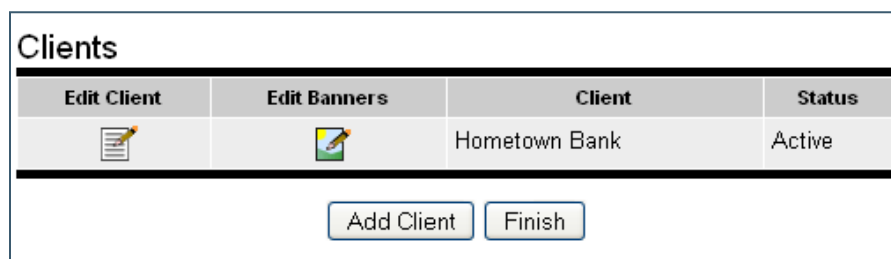 Clients
Edit Client Edit Banners Client Status
Hometown Bank Active
Add Client Finish